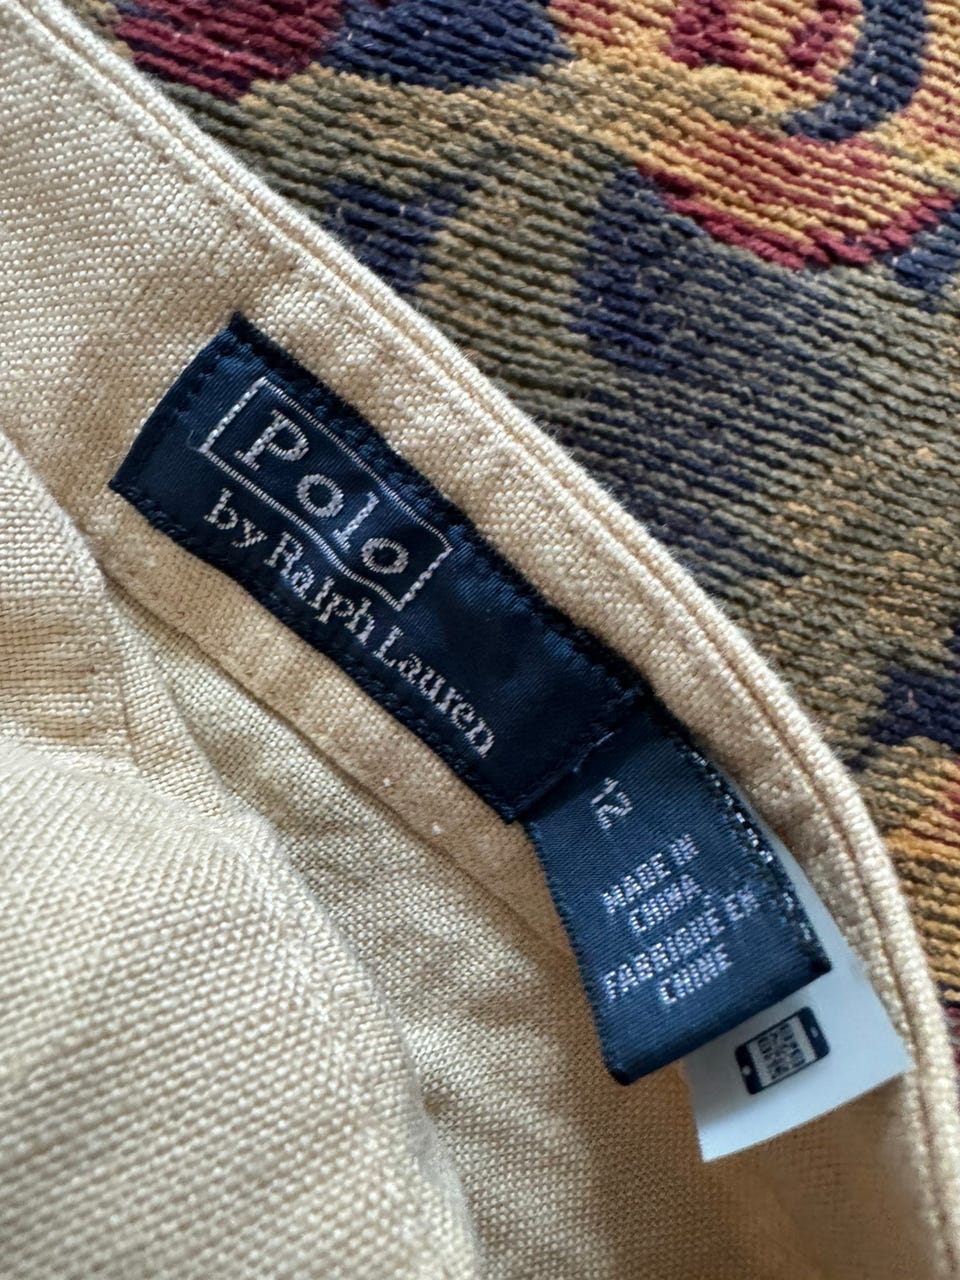 Polo
by Ralph Lauren
12
MADE IN
CHINA
FABRIQUE EN
CHINE